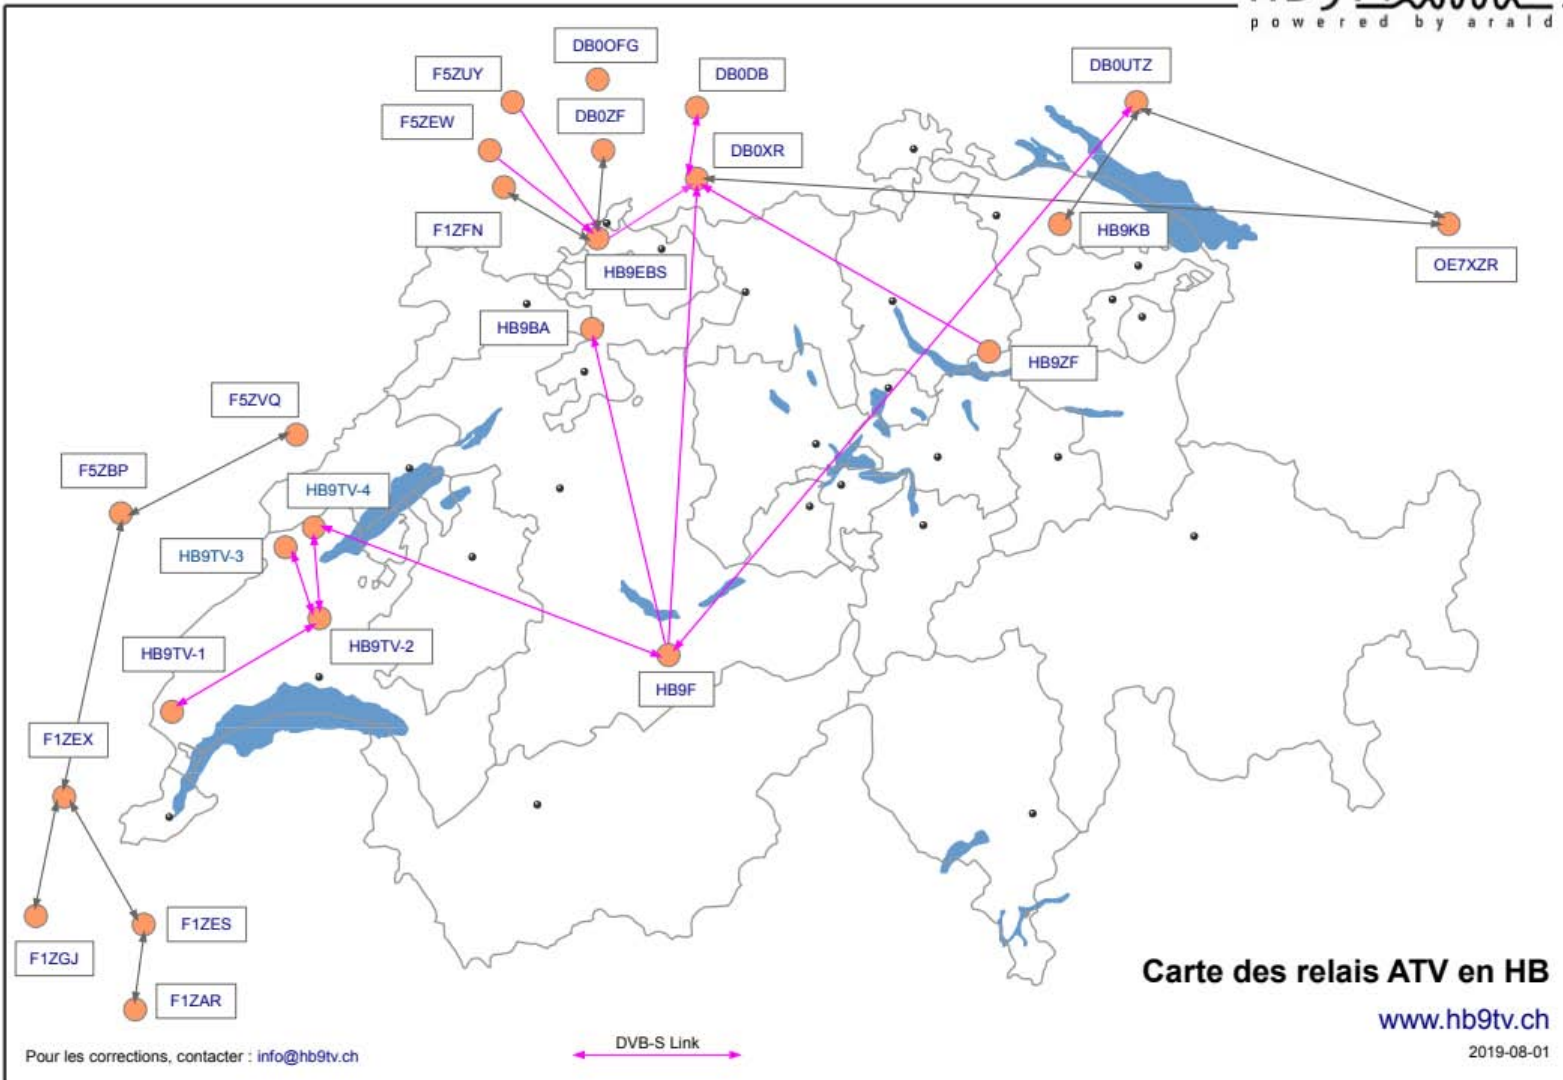 powered by arald
DB0OFG
F5ZUY
DB0DB
DB0UTZ
F5ZEW
DB0ZF
DB0XR
F1ZFN
HB9KB
HB9EBS
OE7XZR
HB9BA
HB9ZF
F5ZVQ
F5ZBP
HB9TV-4
HB9TV-3
HB9TV-1
HB9TV-2
HB9F
F1ZEX
F1ZES
F1ZGJ
F1ZAR
Carte des relais ATV en HB
www.hb9tv.ch
2019-08-01
DVB-S Link
Pour les corrections, contacter : info@hb9tv.ch